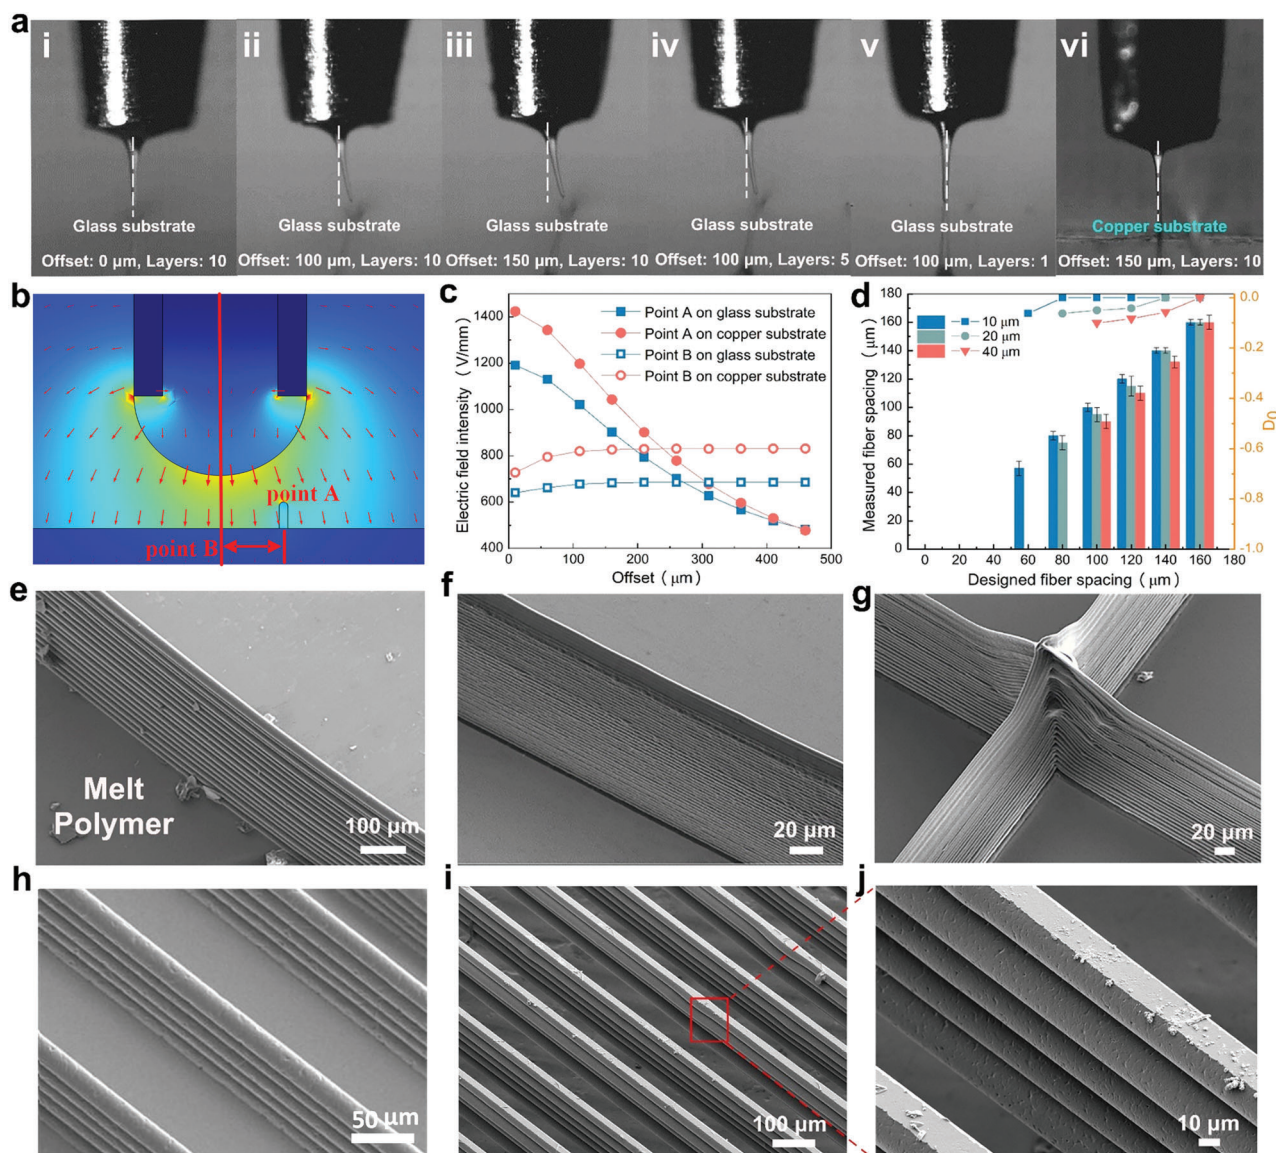 a
i
ii
iii
iv
v
vi
Glass substrate
Glass substrate
Glass substrate
Glass substrate
Glass substrate
Copper substrate
Offset: 0 μm, Layers: 10
Offset: 100 μm, Layers: 10
Offset: 150 μm, Layers: 10
Offset: 100 μm, Layers: 5
Offset: 100 μm, Layers: 1
Offset: 150 μm, Layers: 10
b
point A
point B
c
Electric field intensity (V/mm)
1400
1200
1000
800
600
400
Point A on glass substrate
Point A on copper substrate
Point B on glass substrate
Point B on copper substrate
0
100
200
300
400
500
Offset (μm)
d
Measured fiber spacing (μm)
180
160
140
120
100
80
60
40
20
0
10 μm
20 μm
40 μm
0.0
-0.2
-0.4
-0.6
-0.8
-1.0
D0
0 20 40 60 80 100 120 140 160 180
Designed fiber spacing (μm)
e
Melt
Polymer
100 μm
f
20 μm
g
20 μm
h
50 μm
i
100 μm
j
10 μm